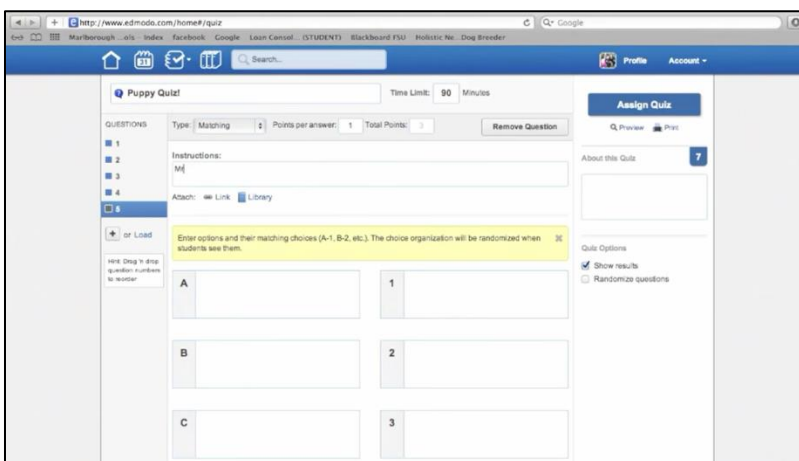 http://www.edmodo.com/home#/quiz
Google
Marlborough ...ols - Index facebook Google Loan Consol... (STUDENT) Blackboard FSU Holistic Ne...Dog Breeder
31 Search... Profile Account
Puppy Quiz! Time Limit: 90 Minutes
Assign Quiz
QUESTIONS Type: Matching Points per answer: 1 Total Points: 3 Remove Question
Preview Print
1
Instructions:
About this Quiz 7
2
3
Attach: Link Library
4
5
+ or Load
Enter options and their matching choices (A-1, B-2, etc.). The choice organization will be randomized when
students see them.
Quiz Options
Hint: Drag 'n drop
question numbers
to reorder
Show results
Randomize questions
A 1
B 2
C 3